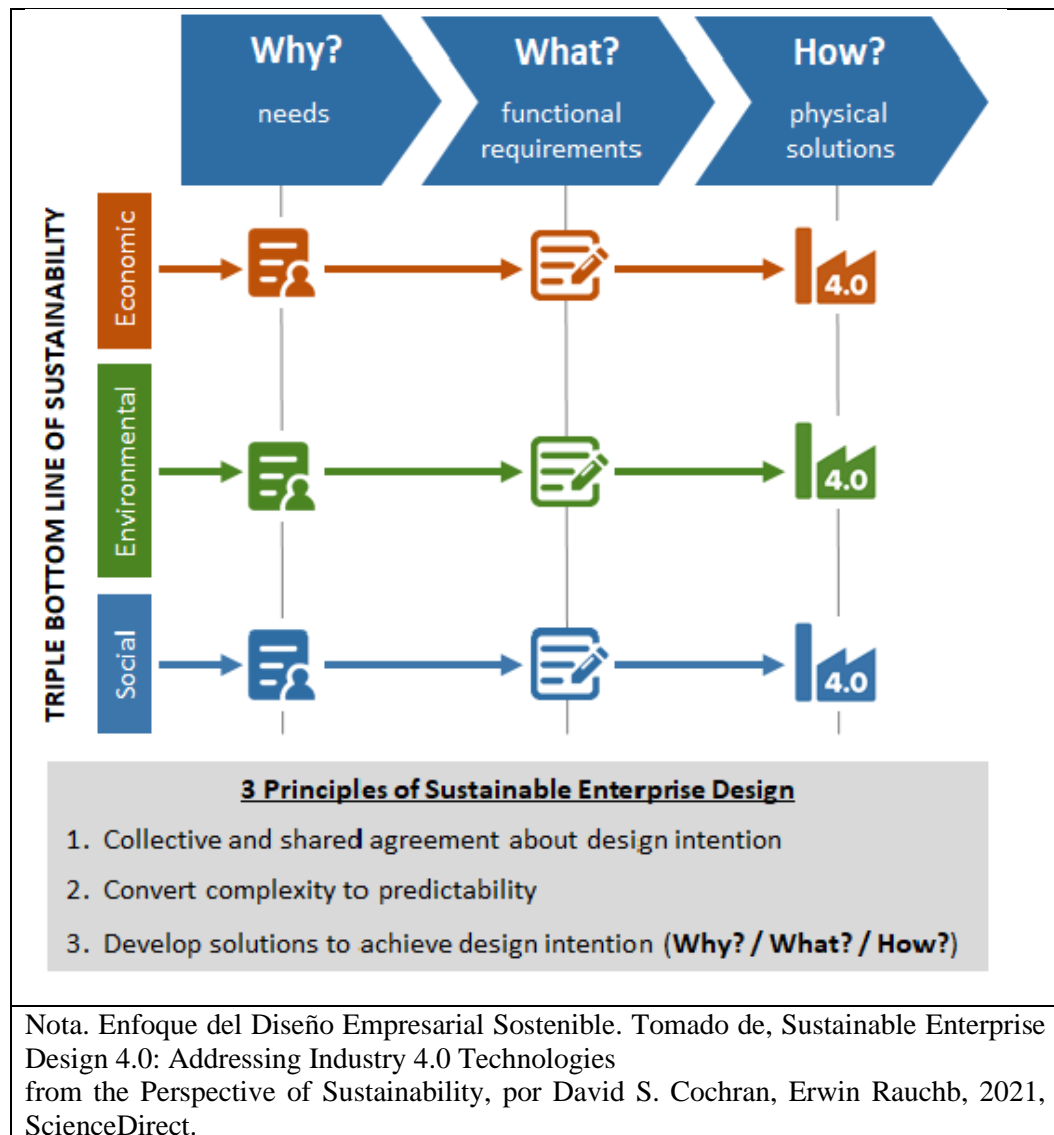 Why?
needs
What?
functional
requirements
How?
physical
solutions
TRIPLE BOTTOM LINE OF SUSTAINABILITY
Economic
4.0
Environmental
4.0
Social
4.0
3 Principles of Sustainable Enterprise Design
1. Collective and shared agreement about design intention
2. Convert complexity to predictability
3. Develop solutions to achieve design intention (Why? / What? / How?)
Nota. Enfoque del Diseño Empresarial Sostenible. Tomado de, Sustainable Enterprise
Design 4.0: Addressing Industry 4.0 Technologies
from the Perspective of Sustainability, por David S. Cochran, Erwin Rauchb, 2021,
ScienceDirect.